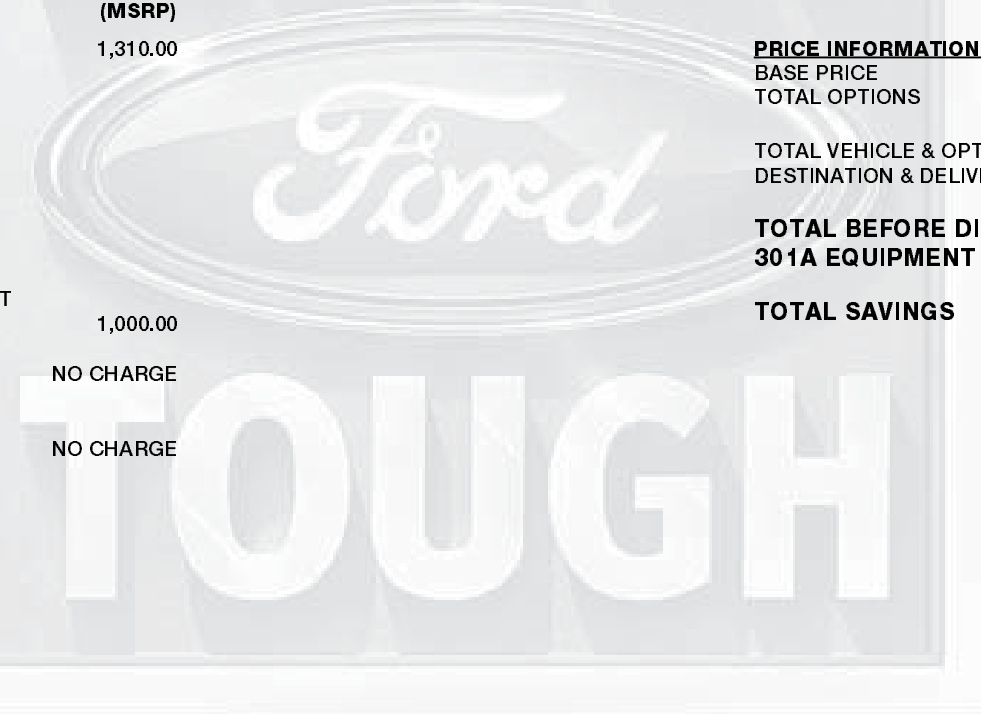 (MSRP)
1,310.00
T
1,000.00
NO CHARGE
NO CHARGE
PRICE INFORMATION
BASE PRICE
TOTAL OPTIONS
TOTAL VEHICLE & OPT
DESTINATION & DELIV
TOTAL BEFORE DI
301A EQUIPMENT
TOTAL SAVINGS
Ford
TOUGH